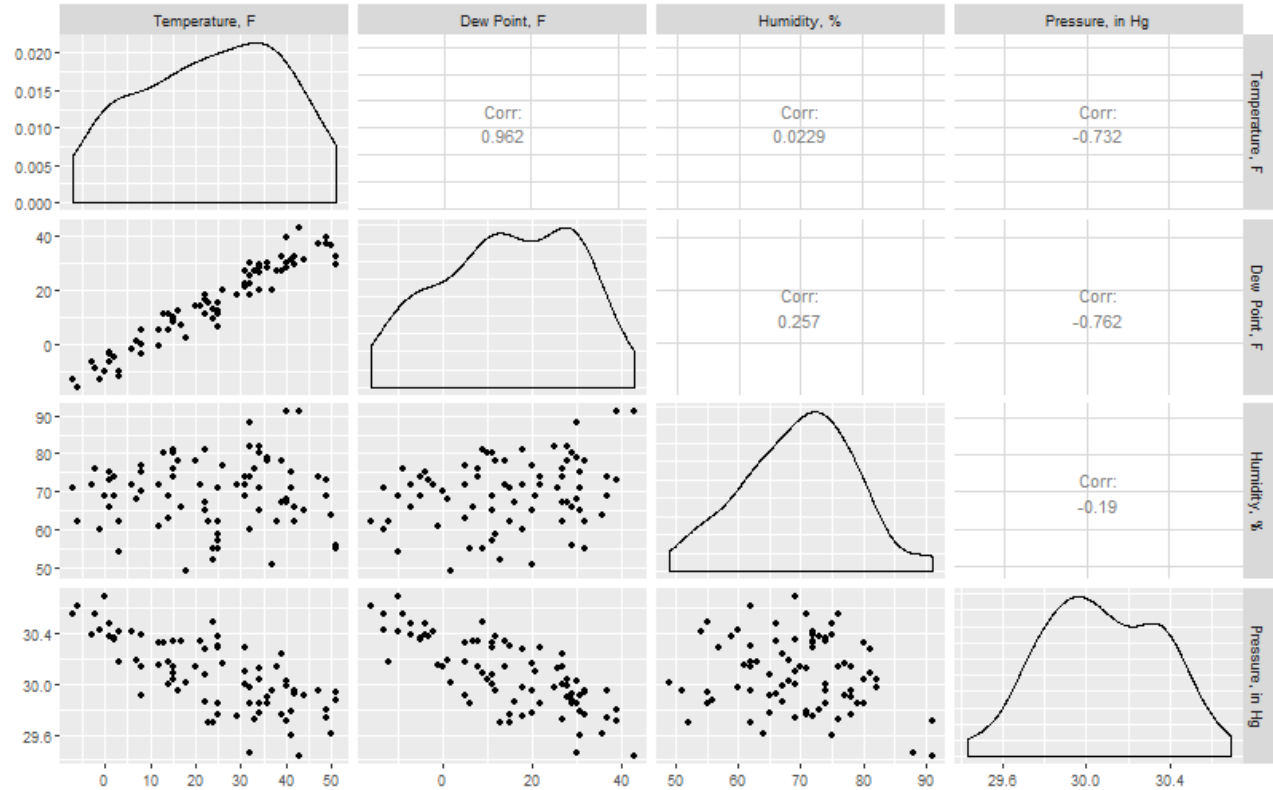 Temperature, F
Dew Point, F
Humidity, %
Pressure, in Hg
0.020
0.015
0.010
0.005
0.000
Corr:
0.962
Corr:
0.0229
Corr:
-0.732
Temperature, F
40
20
0
Corr:
0.257
Corr:
-0.762
Dew Point, F
90
80
70
60
50
Corr:
-0.19
Humidity, %
30.4
30.0
29.6
Pressure, in Hg
0 10 20 30 40 50
0 20 40
50 60 70 80 90
29.6 30.0 30.4